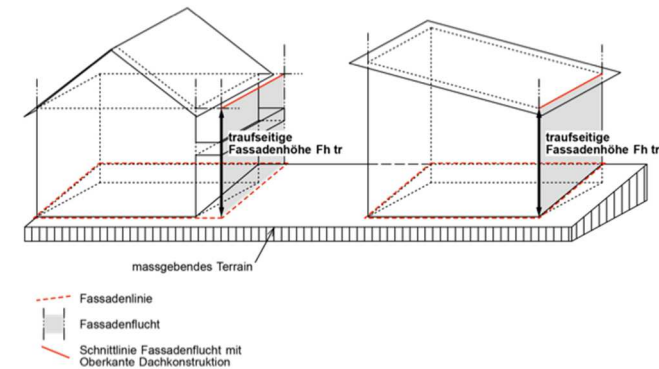 traufseitige
Fassadenhöhe Fh tr
traufseitige
Fassadenhöhe Fh tr
massgebendes Terrain
Fassadenlinie
Fassadenflucht
Schnittlinie Fassadenflucht mit
Oberkante Dachkonstruktion